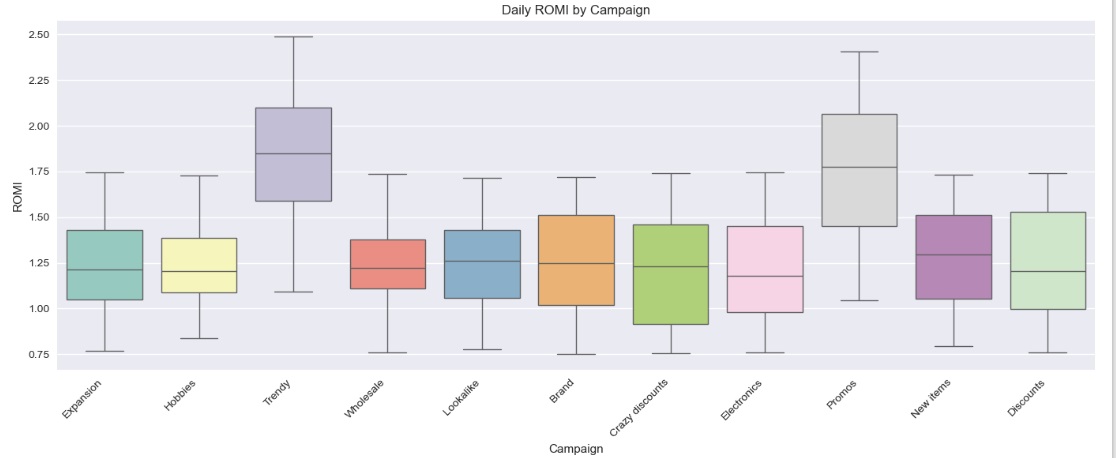 Daily ROMI by Campaign
2.50
2.25
2.00
1.75
1.50
1.25
1.00
0.75
ROMI
Expansion
Hobbies
Trendy
Wholesale
Lookalike
Brand
Crazy discounts
Electronics
Promos
New items
Discounts
Campaign